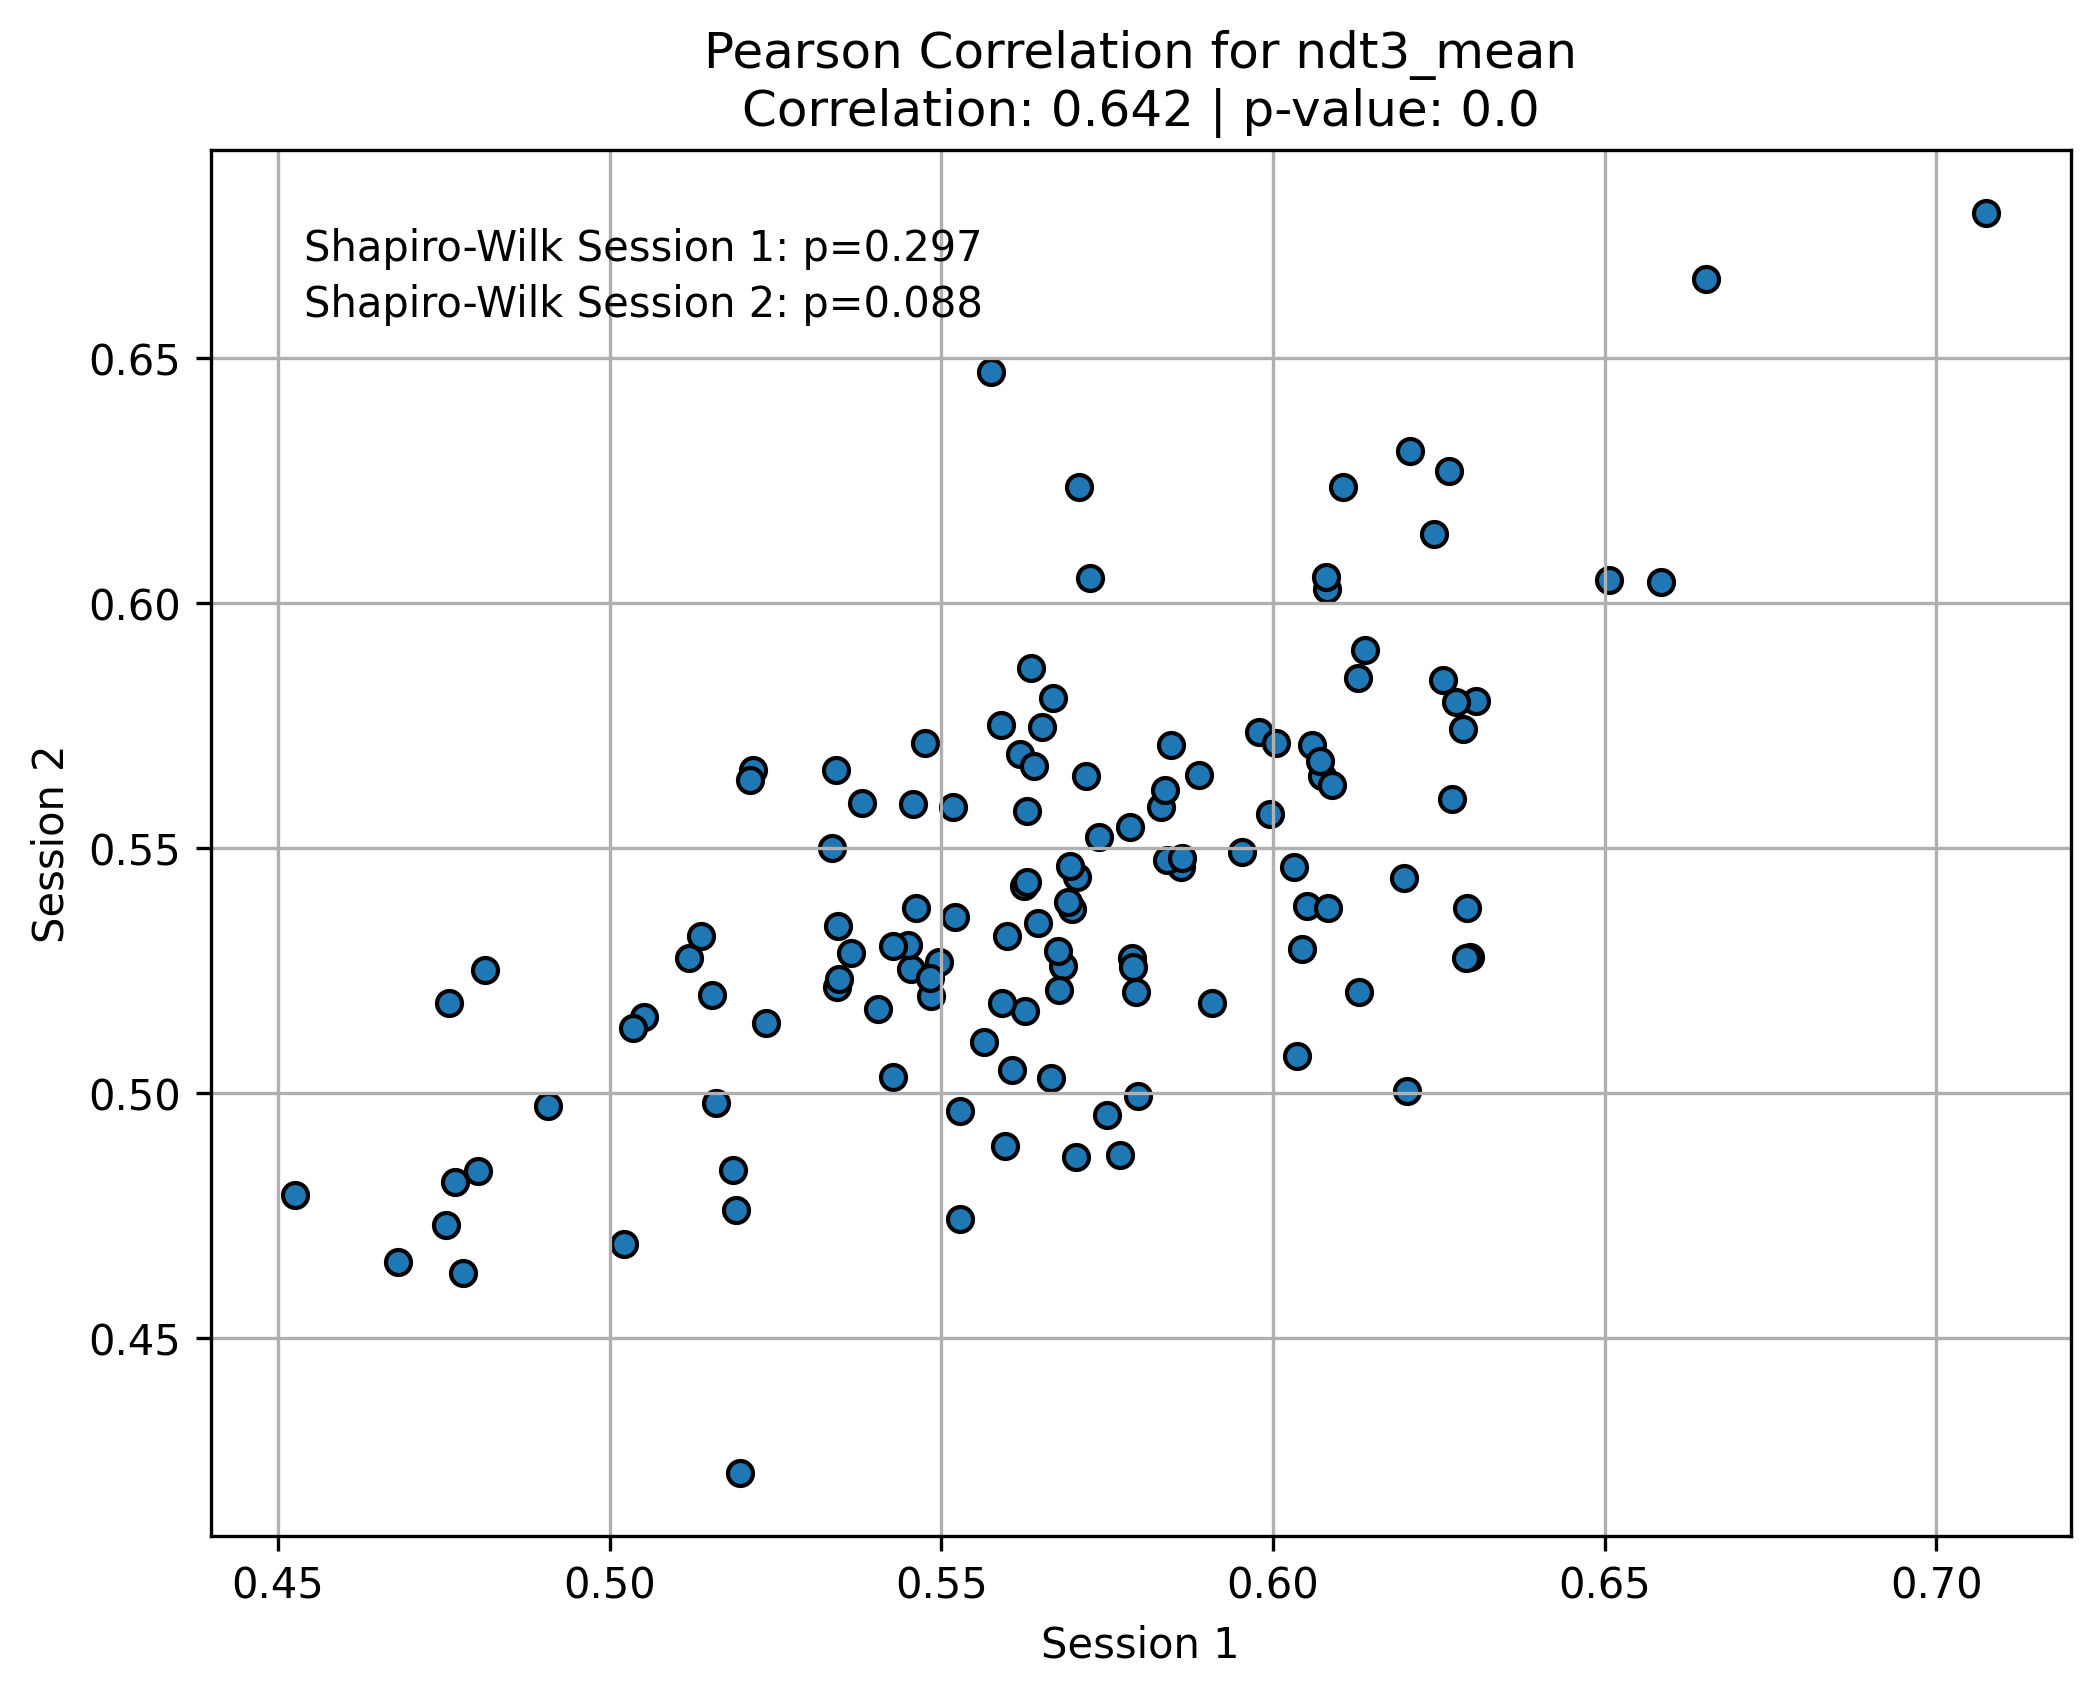 Pearson Correlation for ndt3_mean
Correlation: 0.642 | p-value: 0.0
Shapiro-Wilk Session 1: p=0.297
Shapiro-Wilk Session 2: p=0.088
0.65
0.60
0.55
0.50
0.45
Session 2
0.45 0.50 0.55 0.60 0.65 0.70
Session 1